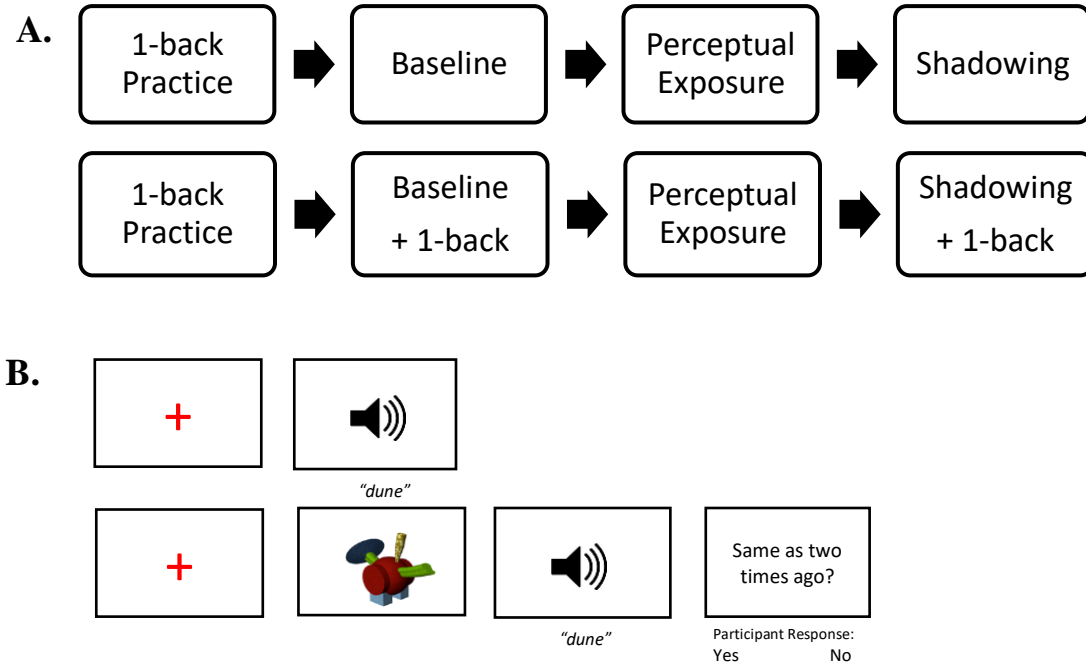 A.
1-back
Practice
Baseline
Perceptual
Exposure
Shadowing
1-back
Practice
Baseline
+ 1-back
Perceptual
Exposure
Shadowing
+ 1-back
B.
“dune”
“dune”
Same as two
times ago?
Participant Response:
Yes No